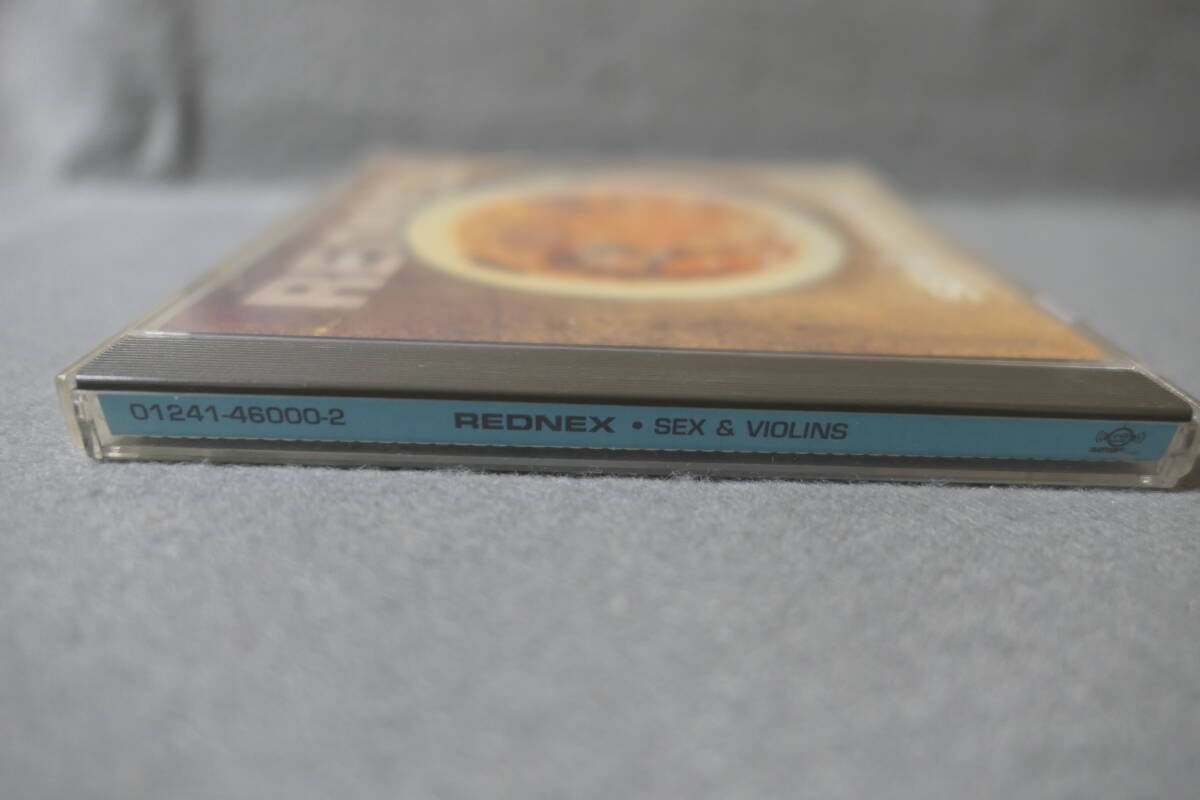 01241-46000-2 REDNEX • SEX & VIOLINS